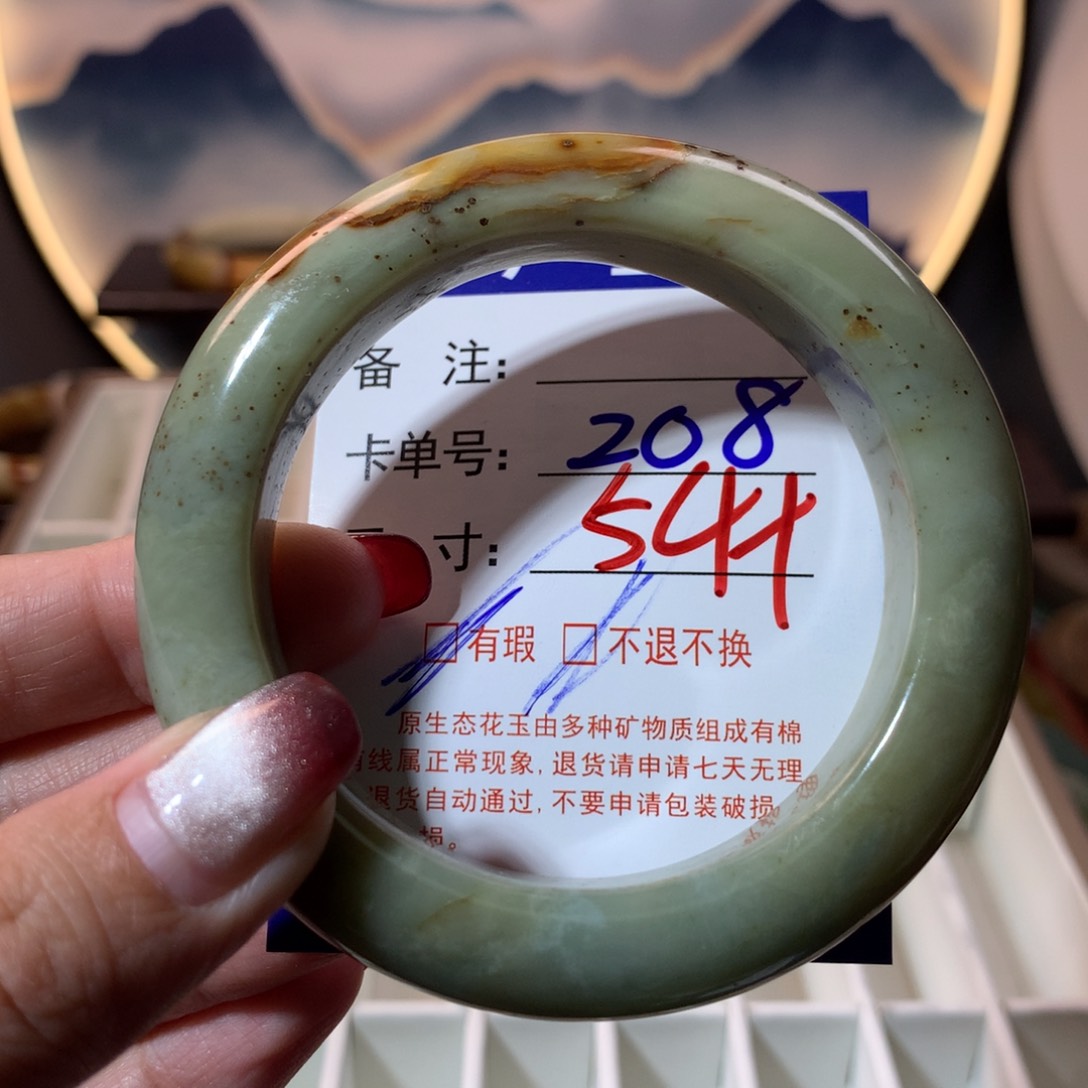 备 注:
卡单号: 208
寸: 544
□有瑕 □不退不换
原生态花玉由多种矿物质组成有棉
线属正常现象, 退货请申请七天无理
退货自动通过, 不要申请包装破损
损。